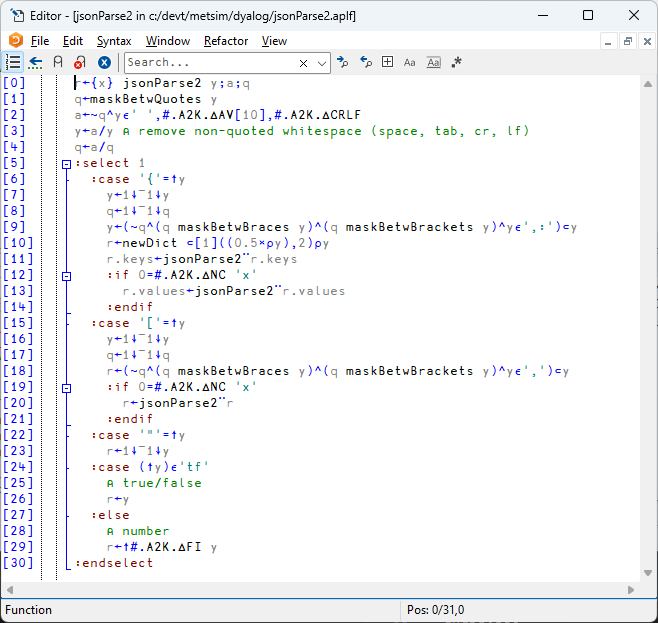 Editor - [jsonParse2 in c:/devt/metsim/dyalog/jsonParse2.aplf]
File Edit Syntax Window Refactor View
Search...
[0] r←{x} jsonParse2 y;a;q
[1] q←maskBetwQuotes y
[2] a←~q^y∊' ',#.A2K.∆AV[10],#.A2K.∆CRLF
[3] y←a/y ⍝ remove non-quoted whitespace (space, tab, cr, lf)
[4] q←a/q
[5] :select 1
[6] :case '{'=↑y
[7] y←1↓¯1↓y
[8] q←1↓¯1↓q
[9] y←(~q^(q maskBetwBraces y)^(q maskBetwBrackets y)^y∊',:')⊂y
[10] r←newDict ⊂[1]((0.5×⍴y),2)⍴y
[11] r.keys←jsonParse2¨r.keys
[12] :if 0=#.A2K.∆NC 'x'
[13] r.values←jsonParse2¨r.values
[14] :endif
[15] :case '['=↑y
[16] y←1↓¯1↓y
[17] q←1↓¯1↓q
[18] r←(~q^(q maskBetwBraces y)^(q maskBetwBrackets y)^y∊',')⊂y
[19] :if 0=#.A2K.∆NC 'x'
[20] r←jsonParse2¨r
[21] :endif
[22] :case '"'=↑y
[23] r←1↓¯1↓y
[24] :case (↑y)∊'tf'
[25] ⍝ true/false
[26] r←y
[27] :else
[28] ⍝ number
[29] r←↑#.A2K.∆FI y
[30] :endselect
Function Pos: 0/31,0